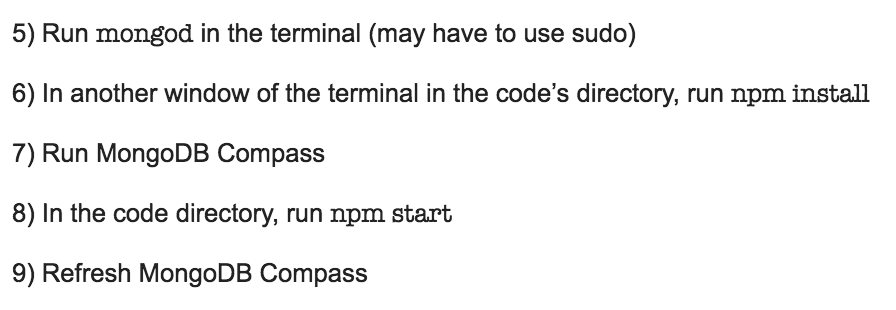 5) Run mongod in the terminal (may have to use sudo)
6) In another window of the terminal in the code’s directory, run npm install
7) Run MongoDB Compass
8) In the code directory, run npm start
9) Refresh MongoDB Compass